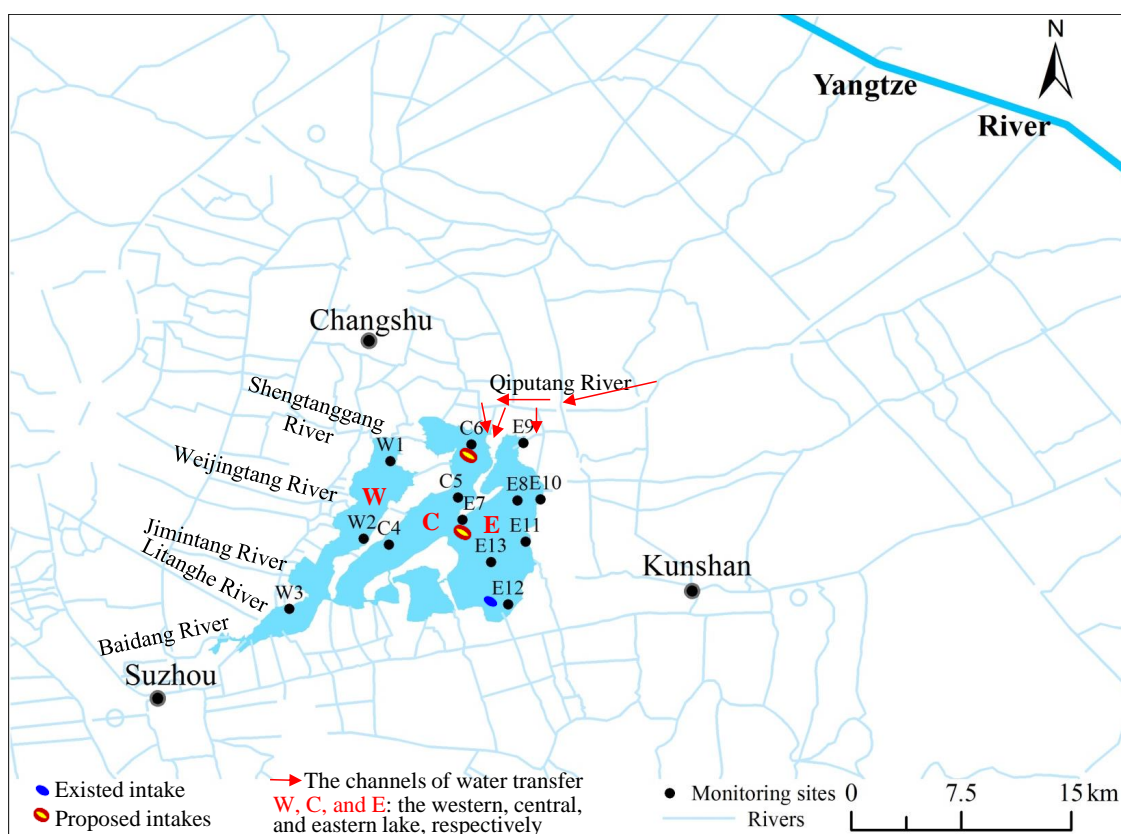 N
Yangtze
River
Changshu
Qiputang River
Shengtanggang
River
C6
E9
W1
Weijingtang River
C5
E8
E10
W
E7
W2
C4
C
E
E11
Jimintang River
E13
Litanghe River
Kunshan
W3
E12
Baidang River
Suzhou
Existed intake
Proposed intakes
The channels of water transfer
W, C, and E: the western, central,
and eastern lake, respectively
Monitoring sites
Rivers
0 7.5 15 km